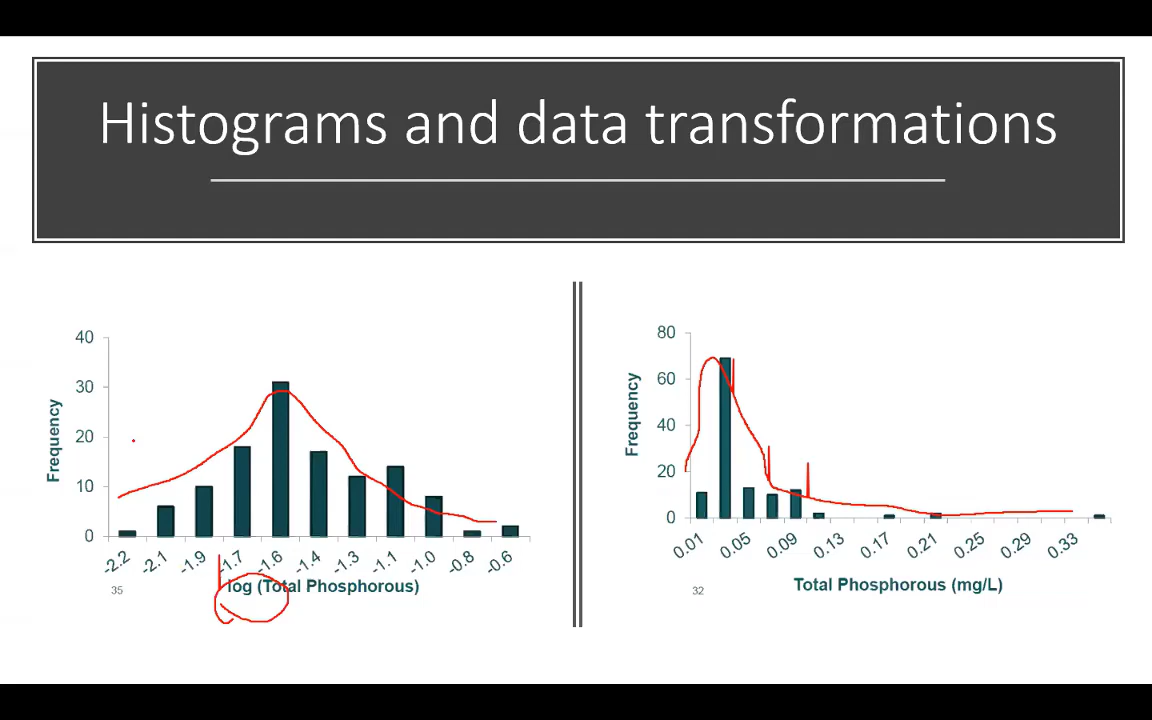 Histograms and data transformations
40
30
20
10
0
Frequency
-2.2 -2.1 -1.9 -1.7 -1.6 -1.4 -1.3 -1.1 -1.0 -0.8 -0.6
log (Total Phosphorous)
35
80
60
40
20
0
Frequency
0.01 0.05 0.09 0.13 0.17 0.21 0.25 0.29 0.33
Total Phosphorous (mg/L)
32